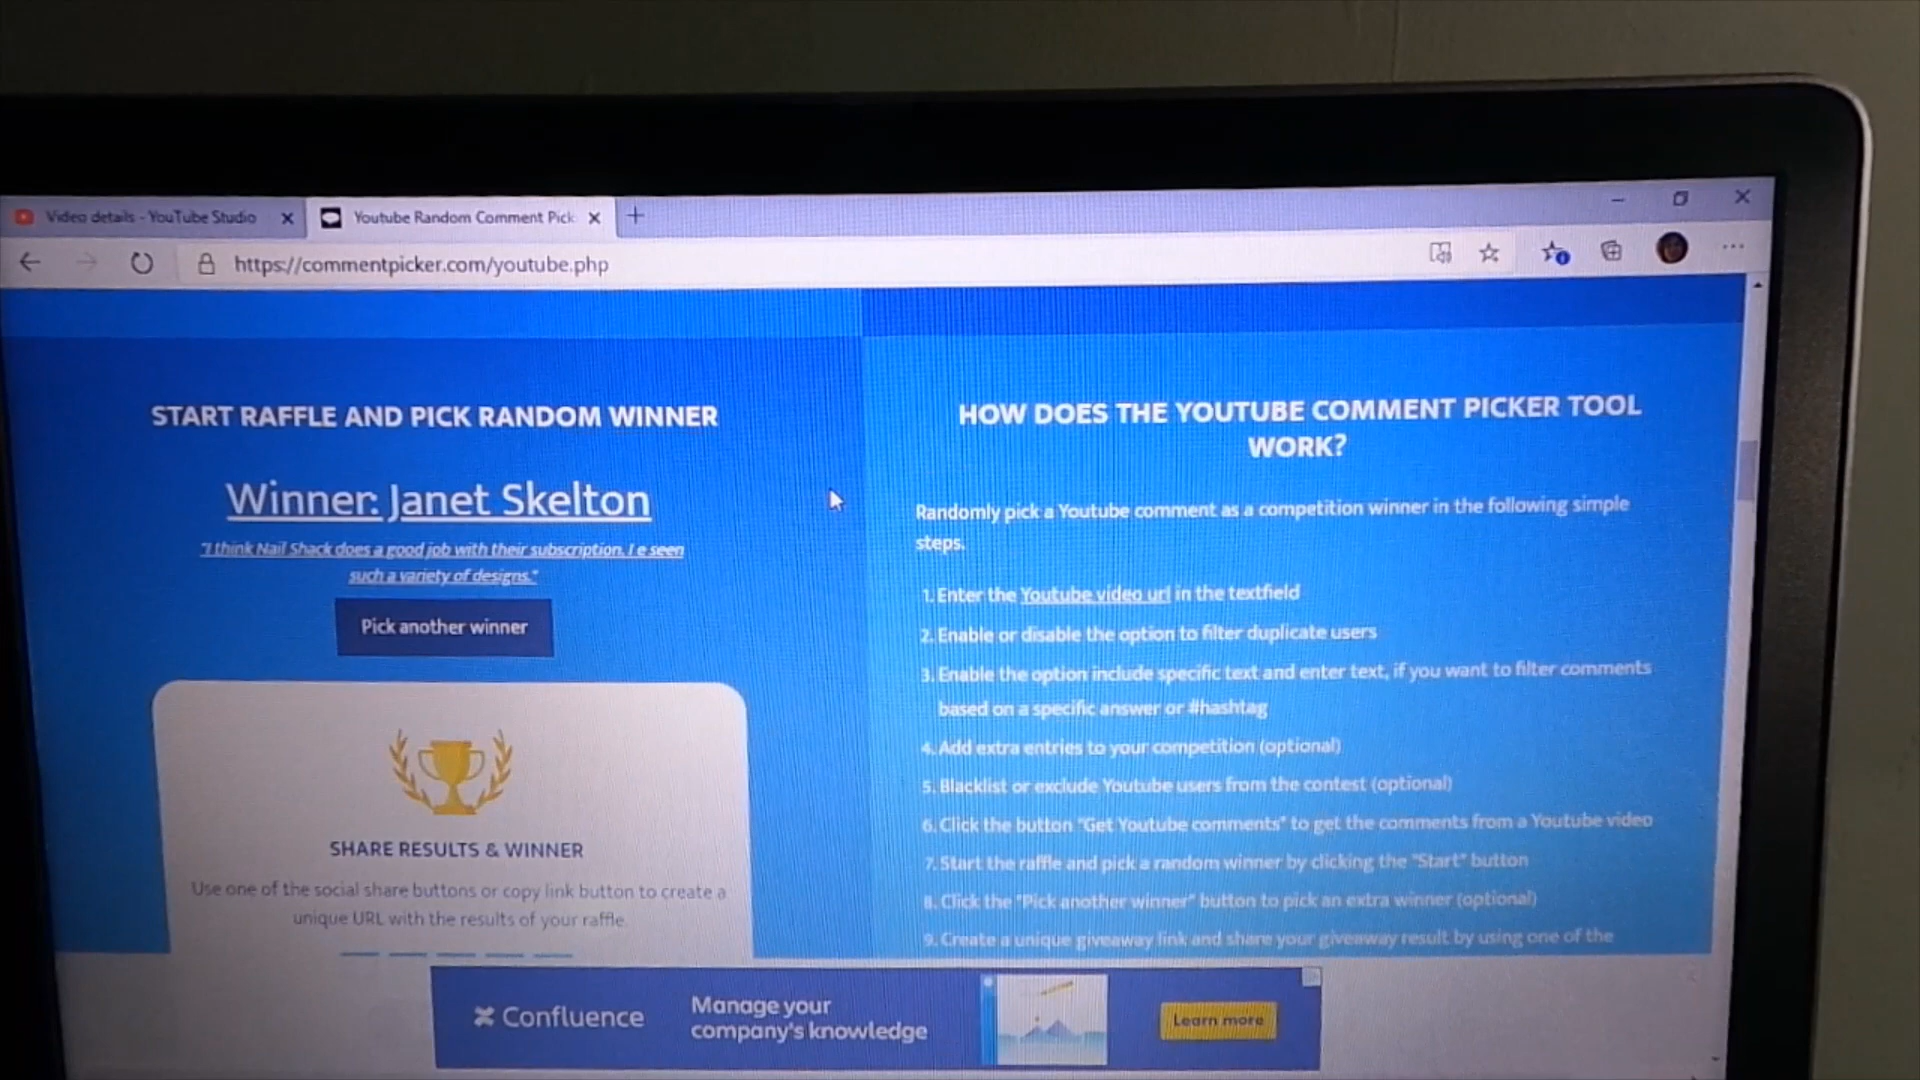 Video details - YouTube Studio
Youtube Random Comment Pick
https://commentpicker.com/youtube.php
START RAFFLE AND PICK RANDOM WINNER
Winner: Janet Skelton
"I think Nail Shack does a good job with their subscription. I e seen
such a variety of designs."
Pick another winner
SHARE RESULTS & WINNER
Use one of the social share buttons or copy link button to create a
unique URL with the results of your raffle.
HOW DOES THE YOUTUBE COMMENT PICKER TOOL
WORK?
Randomly pick a Youtube comment as a competition winner in the following simple
steps.
1. Enter the Youtube video url in the textfield
2. Enable or disable the option to filter duplicate users
3. Enable the option include specific text and enter text, if you want to filter comments
based on a specific answer or #hashtag
4. Add extra entries to your competition (optional)
5. Blacklist or exclude Youtube users from the contest (optional)
6. Click the button "Get Youtube comments" to get the comments from a Youtube video
7. Start the raffle and pick a random winner by clicking the "Start" button
8. Click the "Pick another winner" button to pick an extra winner (optional)
9. Create a unique giveaway link and share your giveaway result by using one of the
Confluence
Manage your
company's knowledge
Learn more